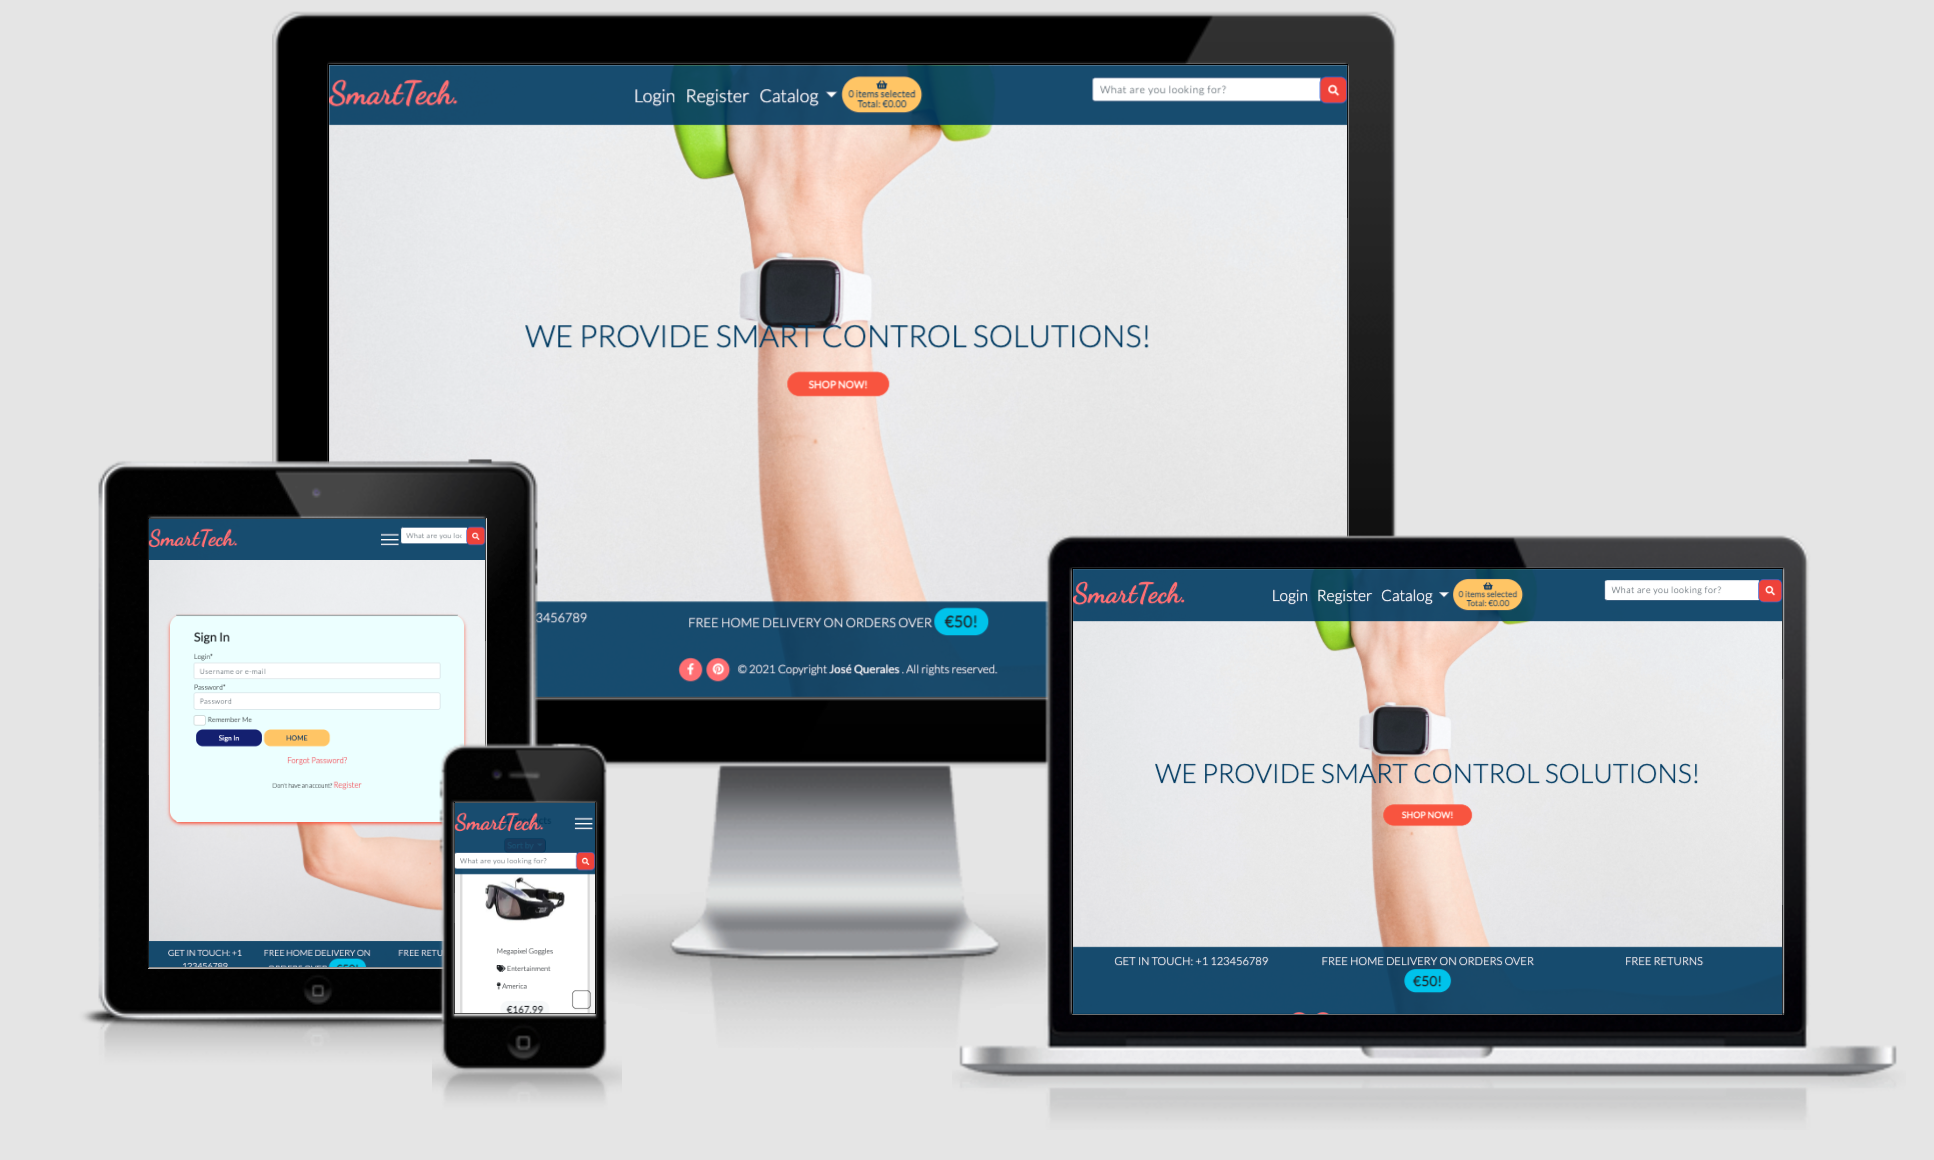 SmartTech.
Login Register Catalog
0 items selected
Total: €0.00
What are you looking for?
WE PROVIDE SMART CONTROL SOLUTIONS!
SHOP NOW!
3456789
FREE HOME DELIVERY ON ORDERS OVER €50!
© 2021 Copyright José Querales . All rights reserved.
SmartTech.
What are you loo
Sign In
Login*
Username or e-mail
Password*
Password
Remember Me
Sign In HOME
Forgot Password?
Don't have an account? Register
GET IN TOUCH: +1
123456789
FREE HOME DELIVERY ON
ORDERS OVER €50!
FREE RETU
SmartTech.
What are you looking for?
Megapixel Goggles
Entertainment
America
€167.99
SmartTech.
Login Register Catalog
0 items selected
Total: €0.00
What are you looking for?
WE PROVIDE SMART CONTROL SOLUTIONS!
SHOP NOW!
GET IN TOUCH: +1 123456789
FREE HOME DELIVERY ON ORDERS OVER
€50!
FREE RETURNS